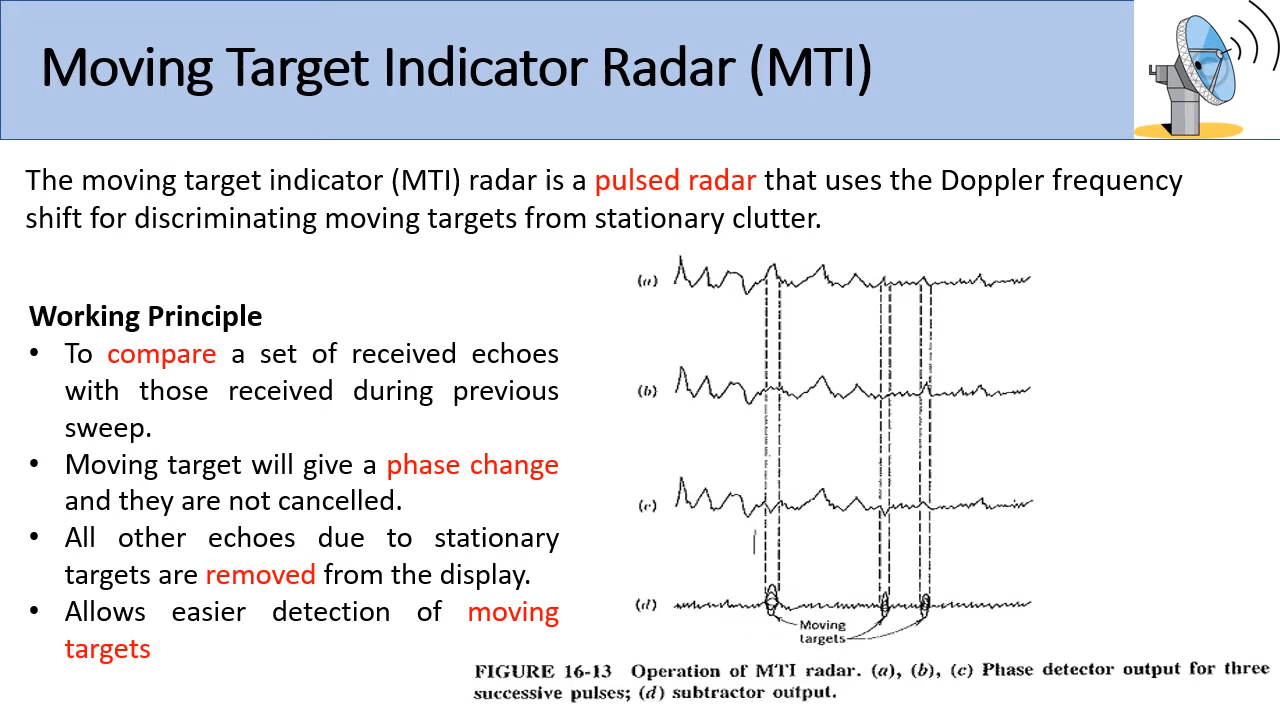 Moving Target Indicator Radar (MTI)
The moving target indicator (MTI) radar is a pulsed radar that uses the Doppler frequency
shift for discriminating moving targets from stationary clutter.
Working Principle
• To compare a set of received echoes
with those received during previous
sweep.
• Moving target will give a phase change
and they are not cancelled.
• All other echoes due to stationary
targets are removed from the display.
• Allows easier detection of moving
targets
(a)
(b)
(c)
(d)
Moving
targets
FIGURE 16-13 Operation of MTI radar. (a), (b), (c) Phase detector output for three
successive pulses; (d) subtractor output.